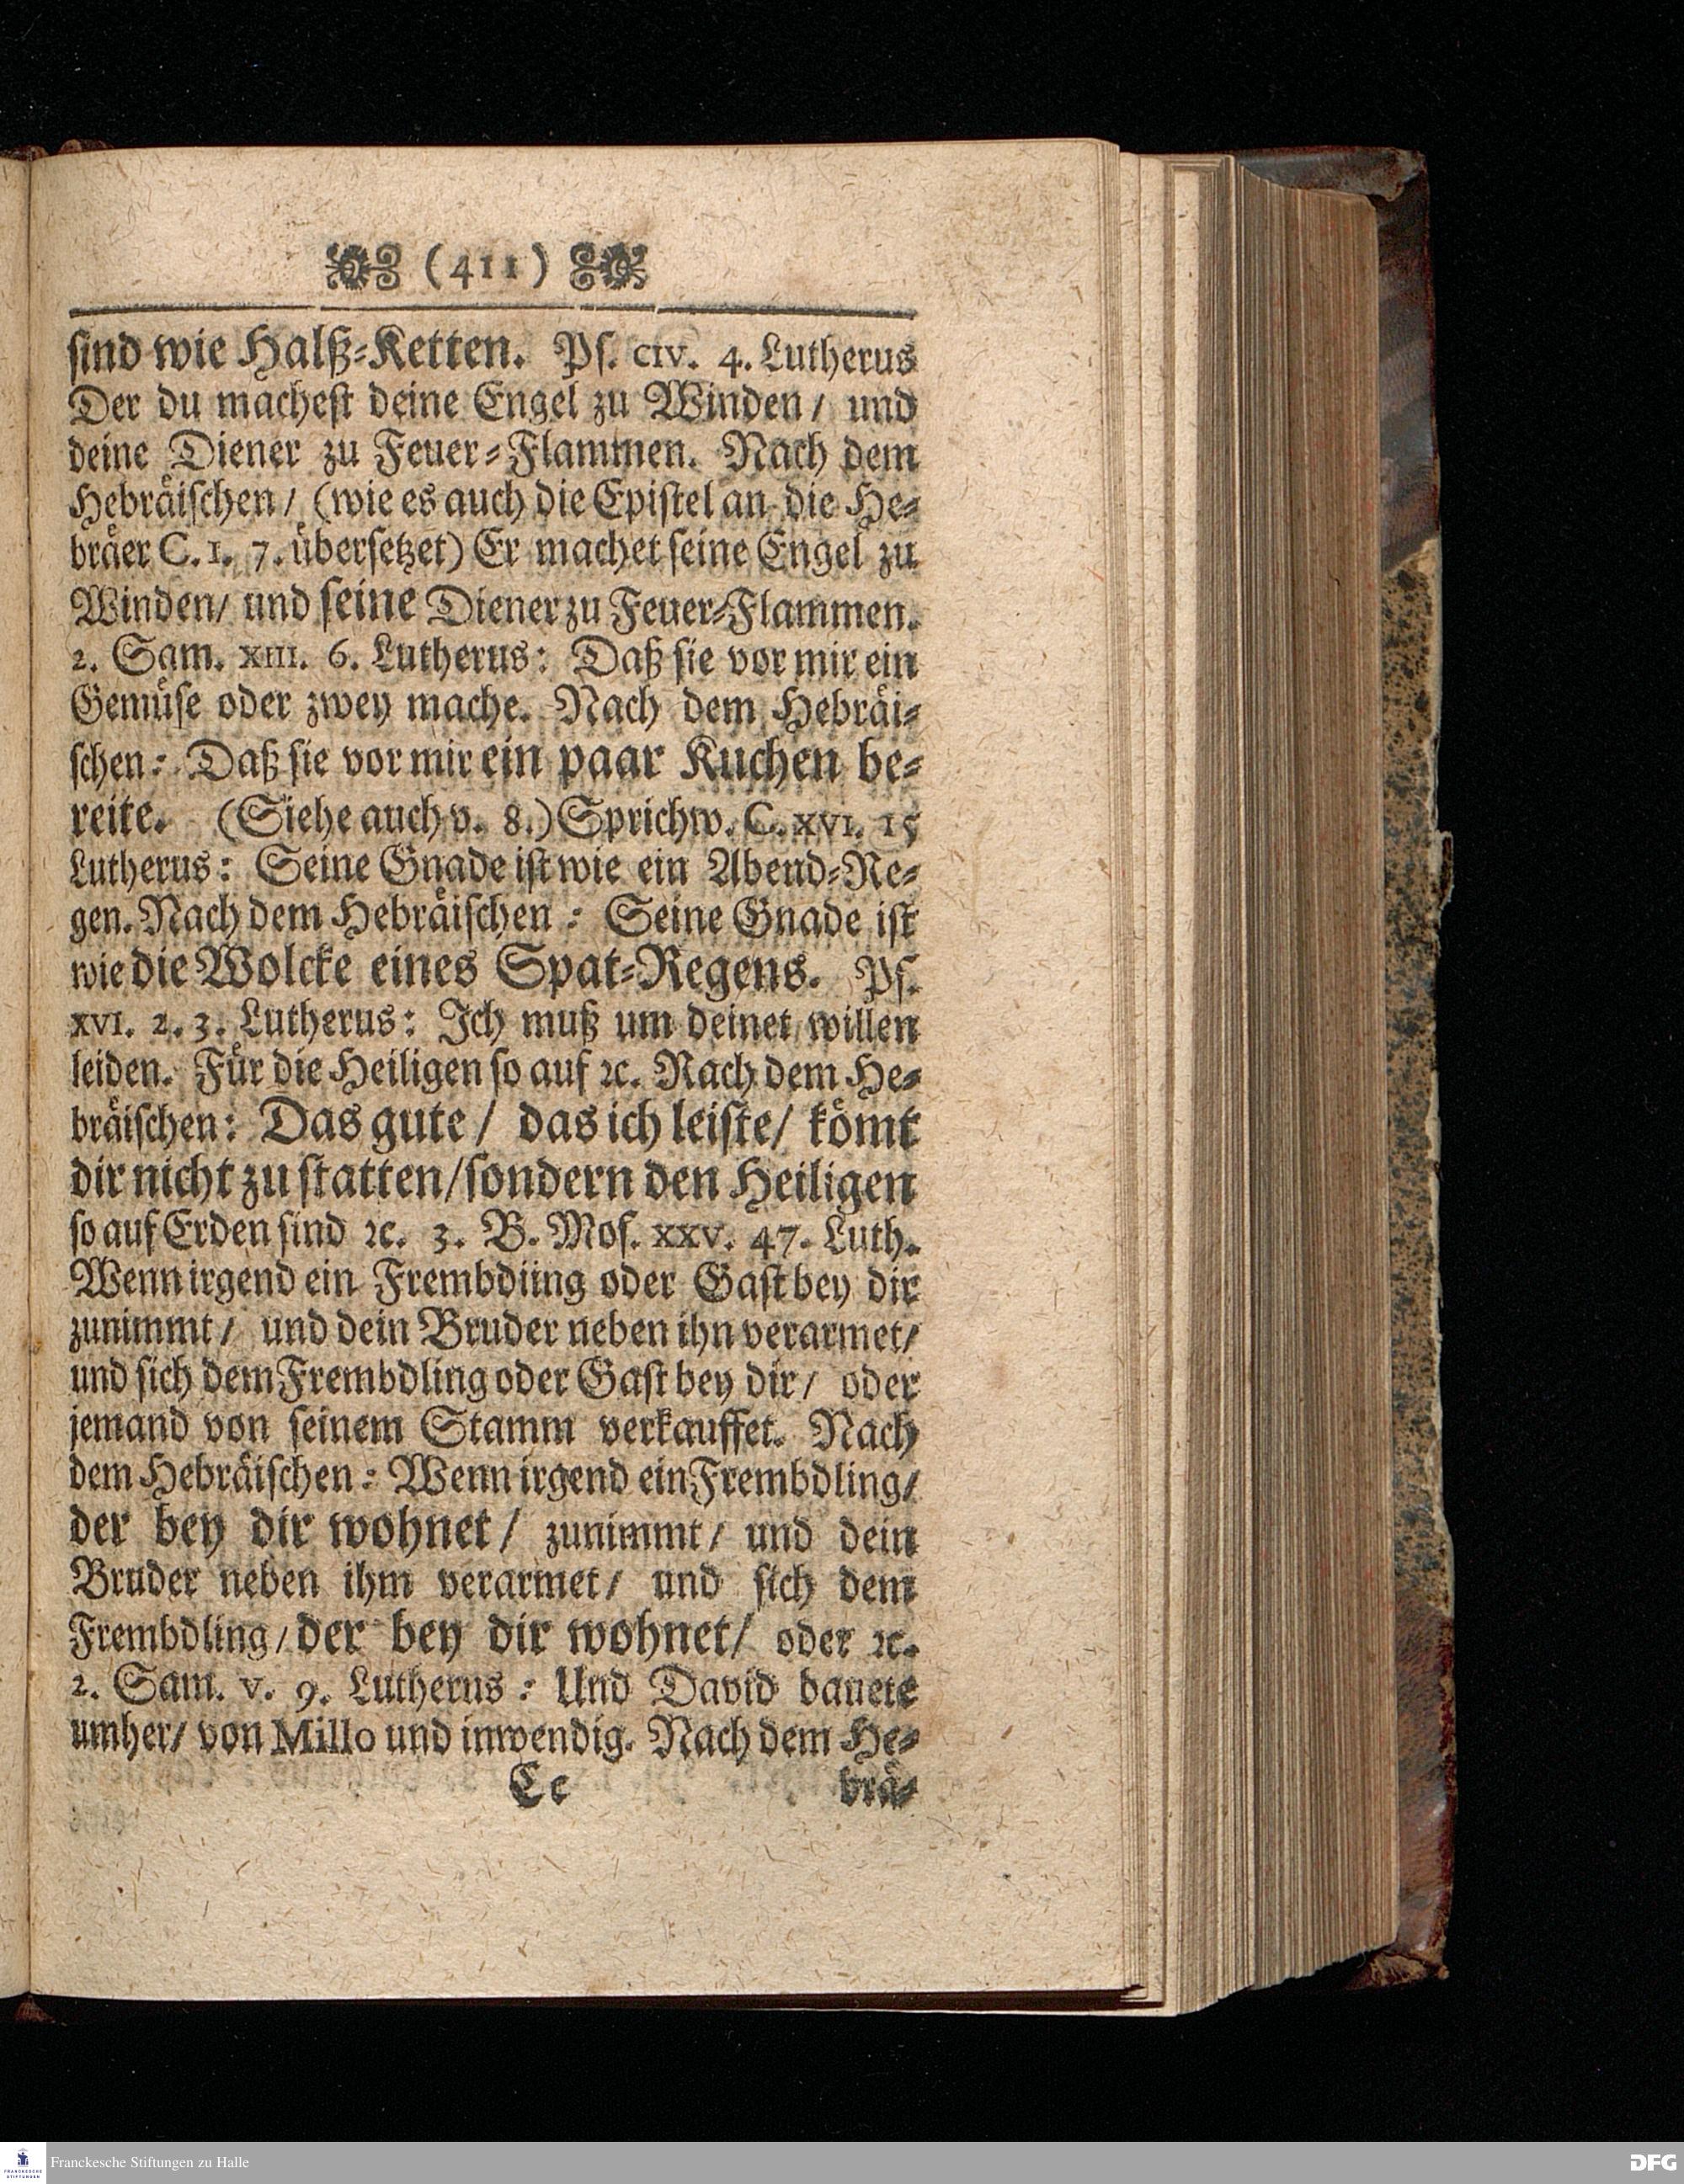 (411)
sind wie Halß-Ketten. Ps. CIV. 4. Lutherus
Der du machest deine Engel zu Winden/ und
deine Diener zu Feuer-Flammen. Nach dem
Hebräischen/ (wie es auch die Epistel an die He-
bräer C. 1. 7. übersetzet) Er machet seine Engel zu
Winden/ und seine Diener zu Feuer-Flammen.
2. Sam. XIII. 6. Lutherus: Daß sie vor mir ein
Gemüse oder zwey mache. Nach dem Hebräi-
schen: Daß sie vor mir ein paar Kuchen be-
reite. (Siehe auch v. 8.) Sprichw. C. XVI. 15
Lutherus: Seine Gnade ist wie ein Abend-Re-
gen. Nach dem Hebräischen: Seine Gnade ist
wie die Wolcke eines Spat-Regens. Ps.
XVI. 2. 3. Lutherus: Ich muß um deinet willen
leiden. Für die Heiligen so auf ꝛc. Nach dem He-
bräischen: Das gute/ das ich leiste/ kömt
dir nicht zu statten/ sondern den Heiligen
so auf Erden sind ꝛc. 3. B. Mos. XXV. 47. Luth.
Wenn irgend ein Frembdiing oder Gast bey dir
zunimmt/ und dein Bruder neben ihn verarmet/
und sich dem Frembdling oder Gast bey dir/ oder
jemand von seinem Stamm verkauffet. Nach
dem Hebräischen: Wenn irgend ein Frembdling/
der bey dir wohnet/ zunimmt/ und dein
Bruder neben ihm verarmet/ und sich dem
Frembdling/ der bey dir wohnet/ oder ꝛc.
2. Sam. V. 9. Lutherus: Und David bauete
umher/ von Millo und inwendig. Nach dem He-
Cc brä-
Franckesche Stiftungen zu Halle
FRANCKESCHE
STIFTUNGEN
DFG